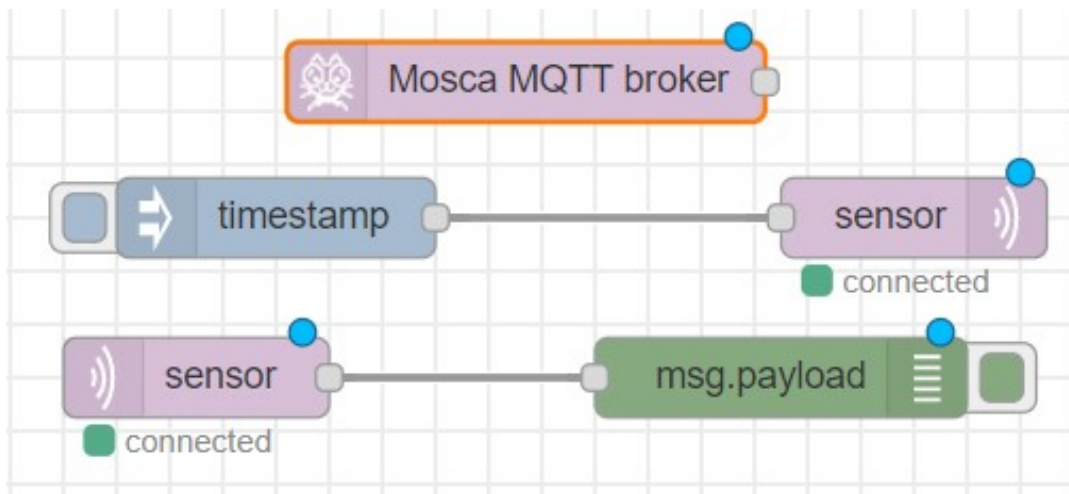 Mosca MQTT broker
timestamp
sensor
connected
sensor
msg.payload
connected